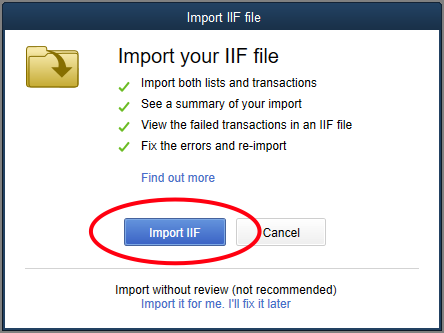 Import IIF file
Import your IIF file
Import both lists and transactions
See a summary of your import
View the failed transactions in an IIF file
Fix the errors and re-import
Find out more
Import IIF
Cancel
Import without review (not recommended)
Import it for me. I'll fix it later